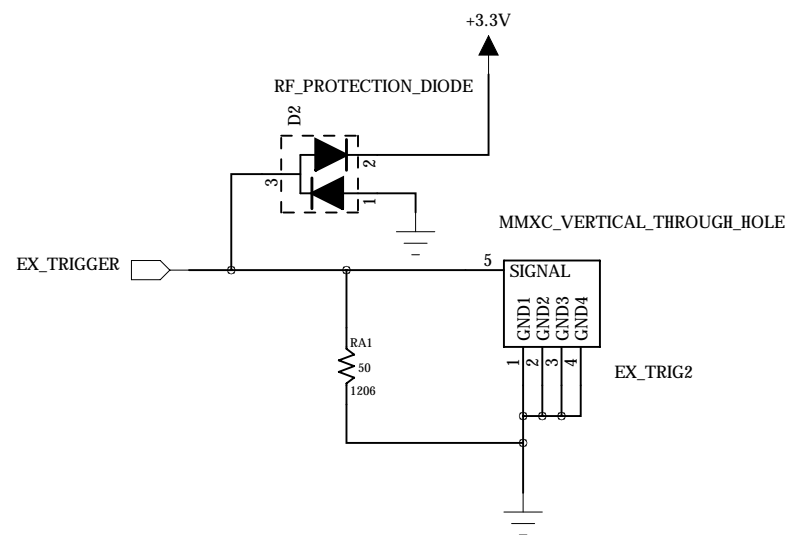 +3.3V
RF_PROTECTION_DIODE
D2
2
3
1
MMXC_VERTICAL_THROUGH_HOLE
EX_TRIGGER
5
SIGNAL
GND1
GND2
GND3
GND4
1
2
3
4
RA1
50
1206
EX_TRIG2